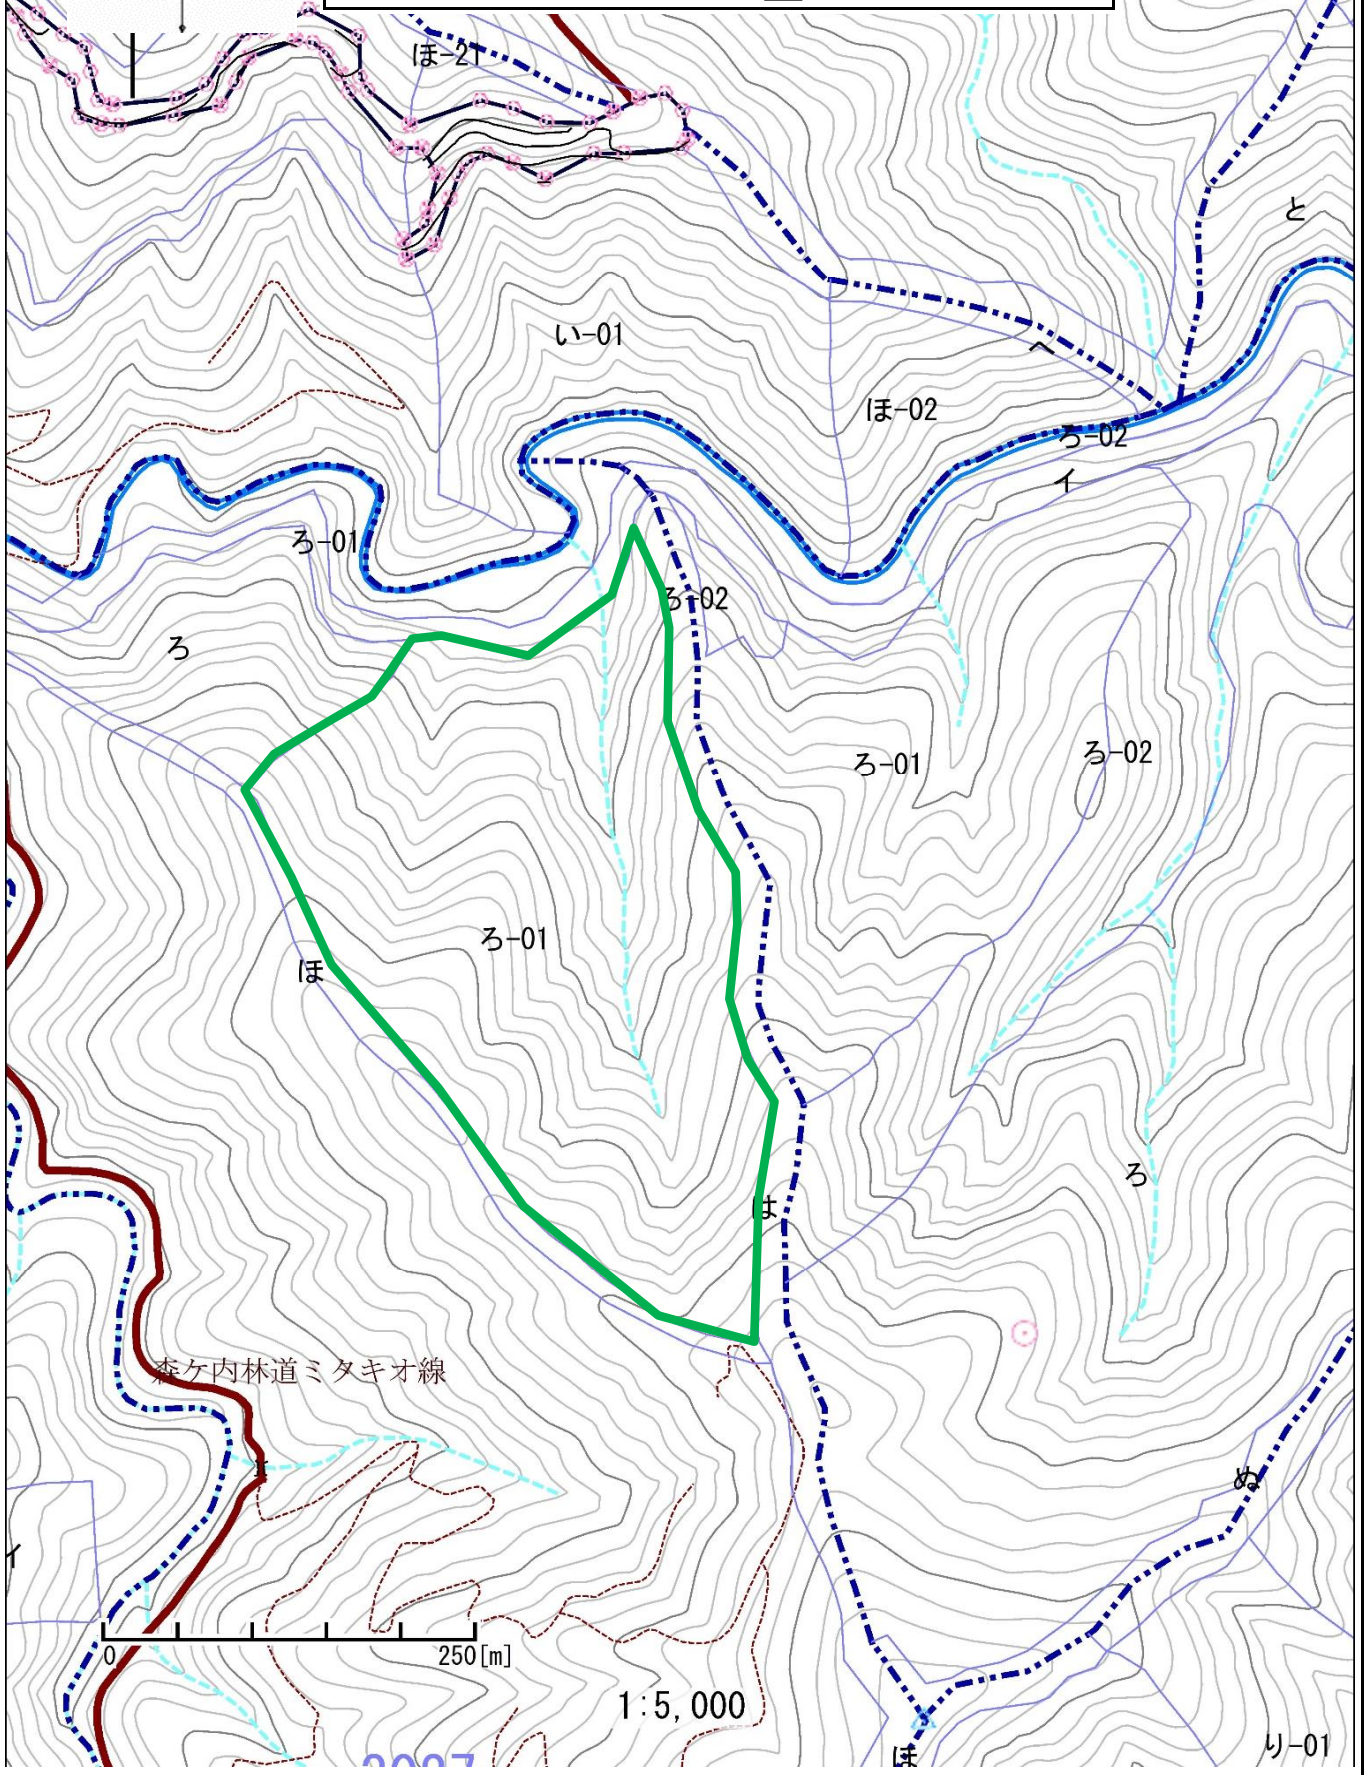 ほ-21
と
い-01
へ
ほ-02
ろ-02
イ
ろ-01
ろ-02
ろ
ろ-01
ろ-02
ろ-01
ほ
ろ
は
森ケ内林道ミタキオ線
ぬ
イ
0 250[m]
1:5,000
り-01
ほ